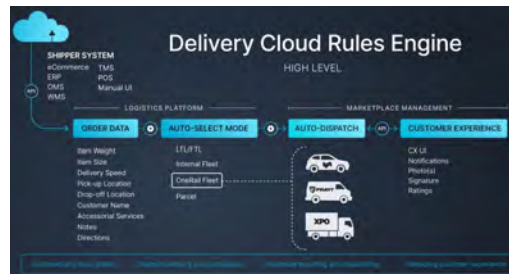 Delivery Cloud Rules Engine
HIGH LEVEL
SHIPPER SYSTEM
eCommerce TMS
ERP POS
OMS Manual UI
WMS
API
LOGISTICS PLATFORM
MARKETPLACE MANAGEMENT
ORDER DATA
AUTO-SELECT MODE
AUTO-DISPATCH
API
CUSTOMER EXPERIENCE
Item Weight
Item Size
Delivery Speed
Pick-up Location
Drop-off Location
Customer Name
Accessorial Services
Notes
Directions
LTL/FTL
Internal Fleet
OneRail Fleet
Parcel
XPO
CX UI
Notifications
Photo(s)
Signature
Ratings